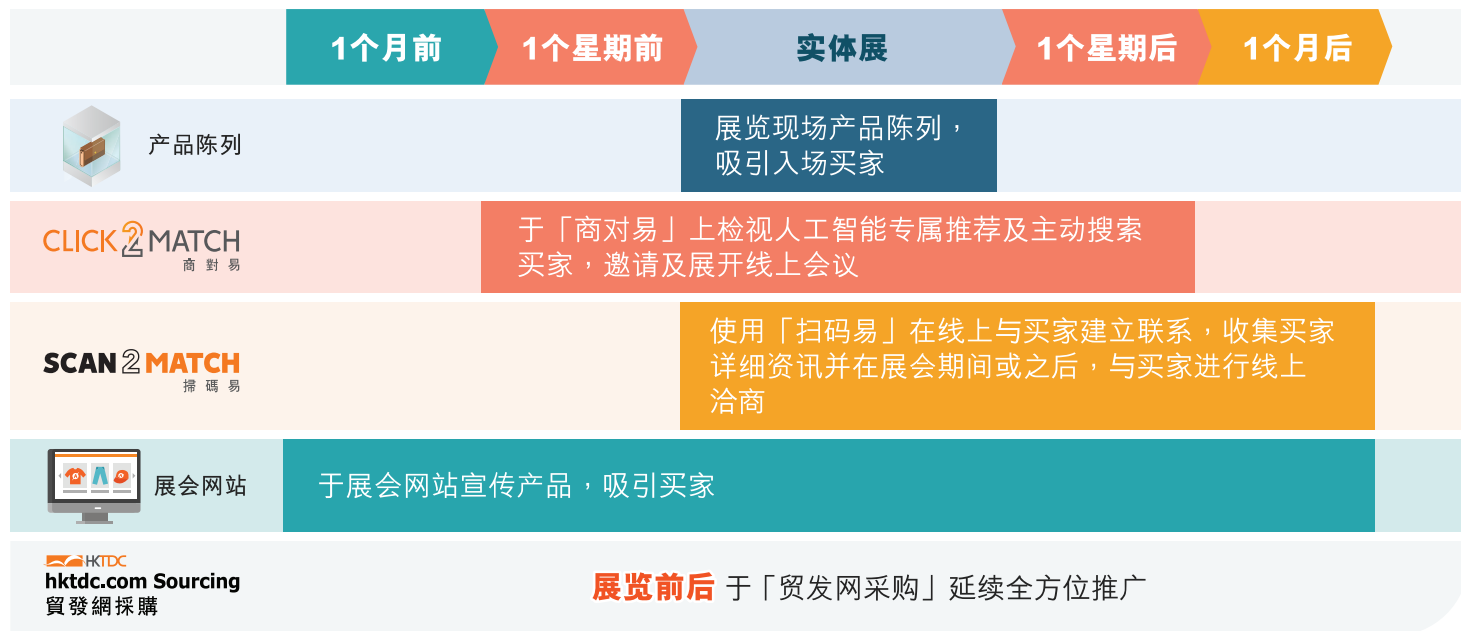 1个月前
1个星期前
实体展
1个星期后
1个月后
产品陈列
展览现场产品陈列，
吸引入场买家
CLICK2MATCH
商對易
于「商对易」上检视人工智能专属推荐及主动搜索
买家，邀请及展开线上会议
SCAN2MATCH
掃碼易
使用「扫码易」在线上与买家建立联系，收集买家
详细资讯并在展会期间或之后，与买家进行线上
洽商
展会网站
于展会网站宣传产品，吸引买家
HKTDC
hktdc.com Sourcing
貿發網採購
展览前后 于「贸发网采购」延续全方位推广